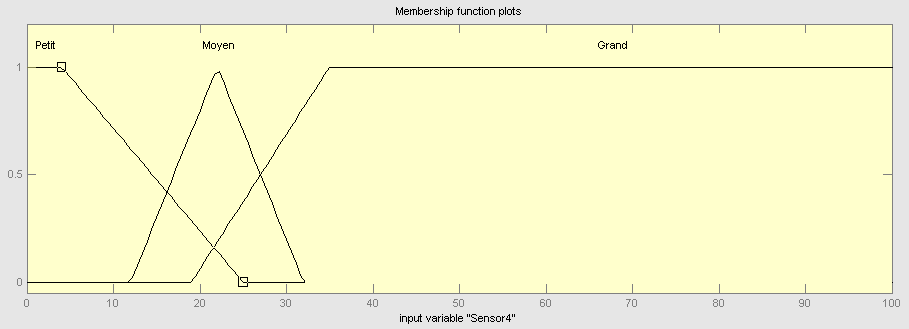 Membership function plots
Petit Moyen Grand
1
0.5
0
0 10 20 30 40 50 60 70 80 90 100
input variable "Sensor4"